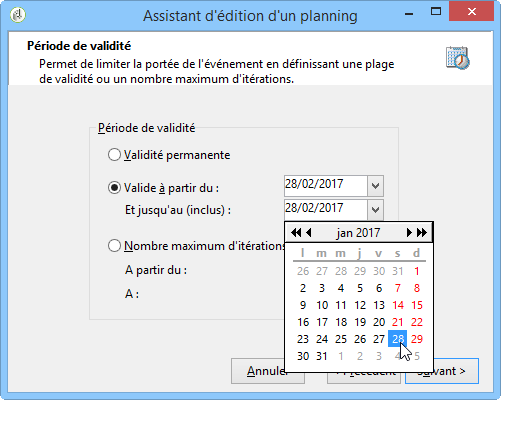 Assistant d'édition d'un planning
Période de validité
Permet de limiter la portée de l'événement en définissant une plage
de validité ou un nombre maximum d'itérations.
Période de validité
Validité permanente
Valide à partir du : 28/02/2017
Et jusqu'au (inclus) : 28/02/2017
jan 2017
Nombre maximum d'itérations
A partir du :
A :
l m m j v s d
26 27 28 29 30 31 1
2 3 4 5 6 7 8
9 10 11 12 13 14 15
16 17 18 19 20 21 22
23 24 25 26 27 28 29
30 31 1 2 3 4 5
Annuler < Précédent Suivant >